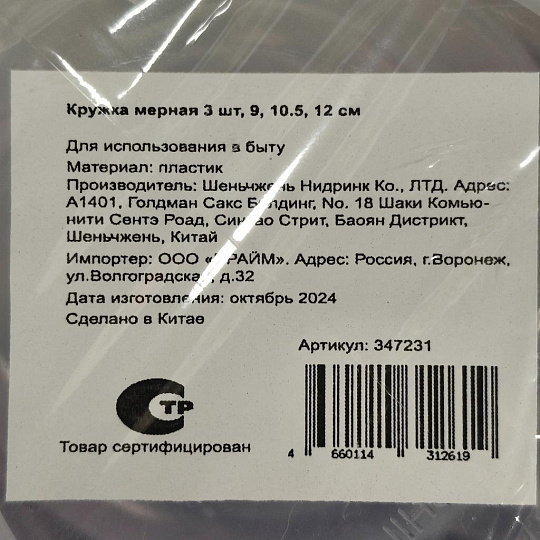 Кружка мерная 3 шт, 9, 10.5, 12 см
Для использования в быту
Материал: пластик
Производитель: Шеньчжень Нидринк Ко., ЛТД. Адрес:
А1401, Голдман Сакс Билдинг, No. 18 Шаки Комью-
нити Сентэ Роад, Синьао Стрит, Баоян Дистрикт,
Шеньчжень, Китай
Импортер: ООО «ПРАЙМ». Адрес: Россия, г.Воронеж,
ул.Волгоградская, д.32
Дата изготовления: октябрь 2024
Сделано в Китае
Артикул: 347231
СТР
Товар сертифицирован
4 660114 312619